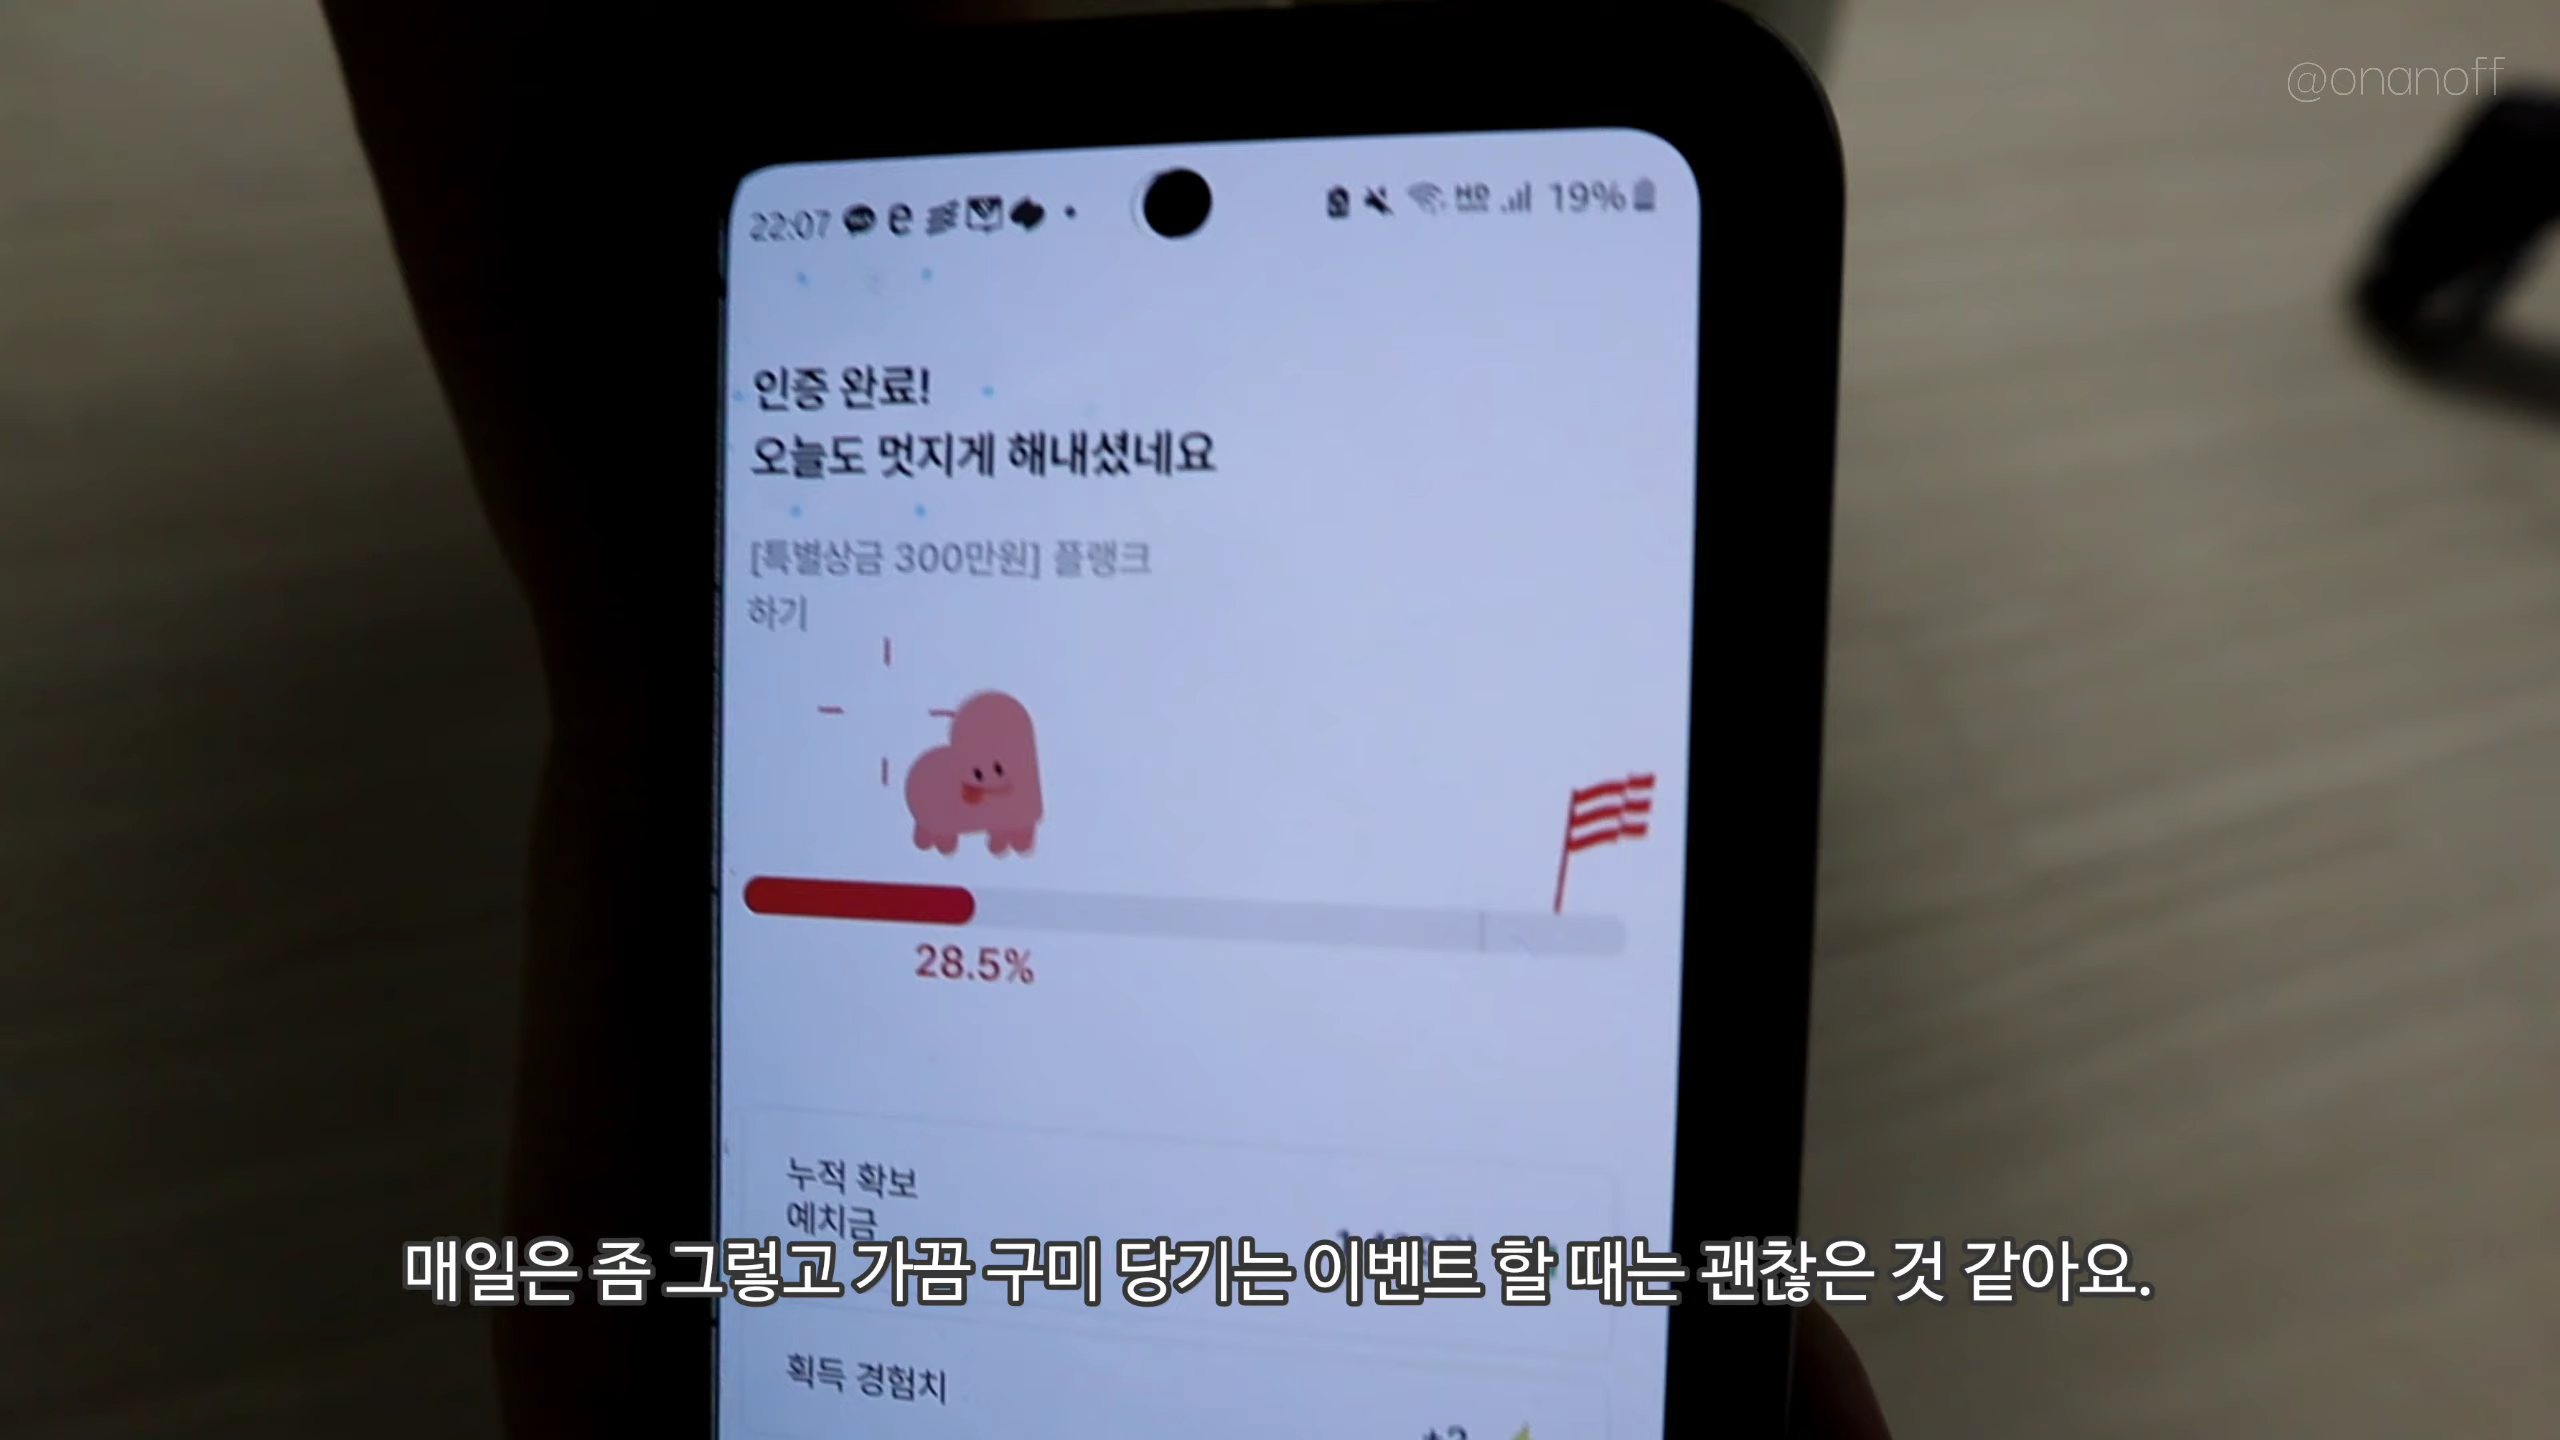 @onanoff
22:07
19%
인증 완료!
오늘도 멋지게 해내셨네요
[특별상금 300만원] 플랭크
하기
28.5%
누적 확보
예치금
매일은 좀 그렇고 가끔 구미 당기는 이벤트 할 때는 괜찮은 것 같아요.
획득 경험치